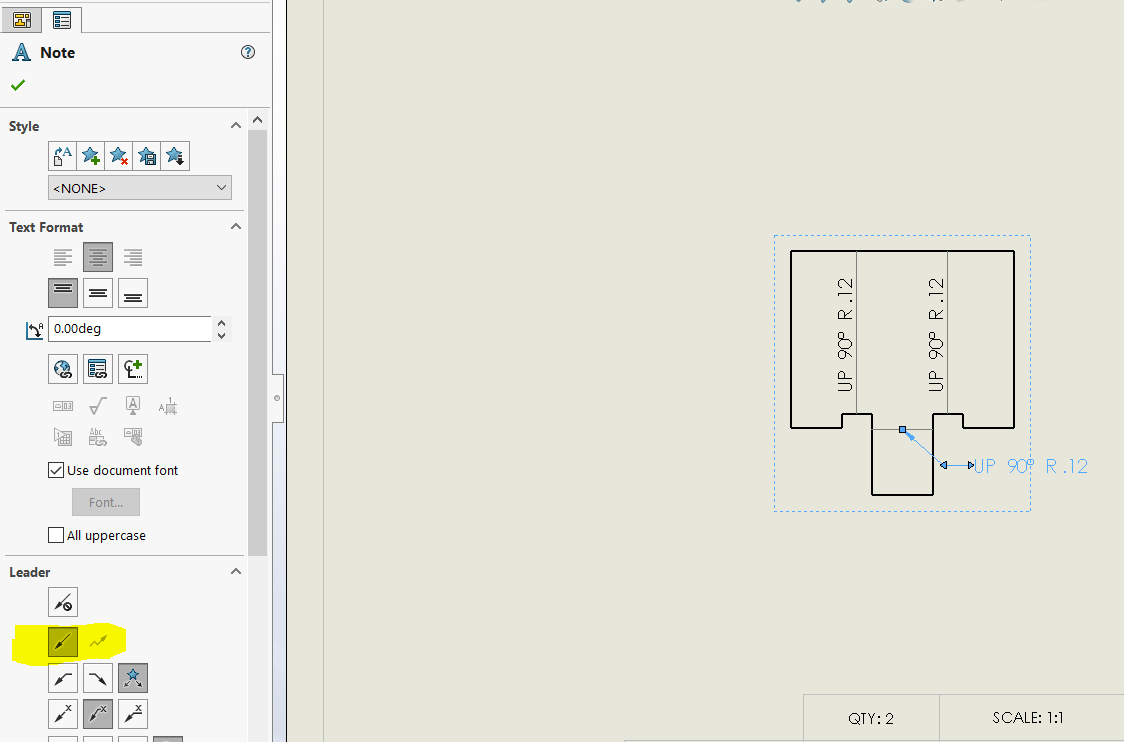 Note
Style
<NONE>
Text Format
0.00deg
Use document font
Font...
All uppercase
Leader
UP 90° R.12
UP 90° R.12
UP 90° R.12
QTY: 2
SCALE: 1:1